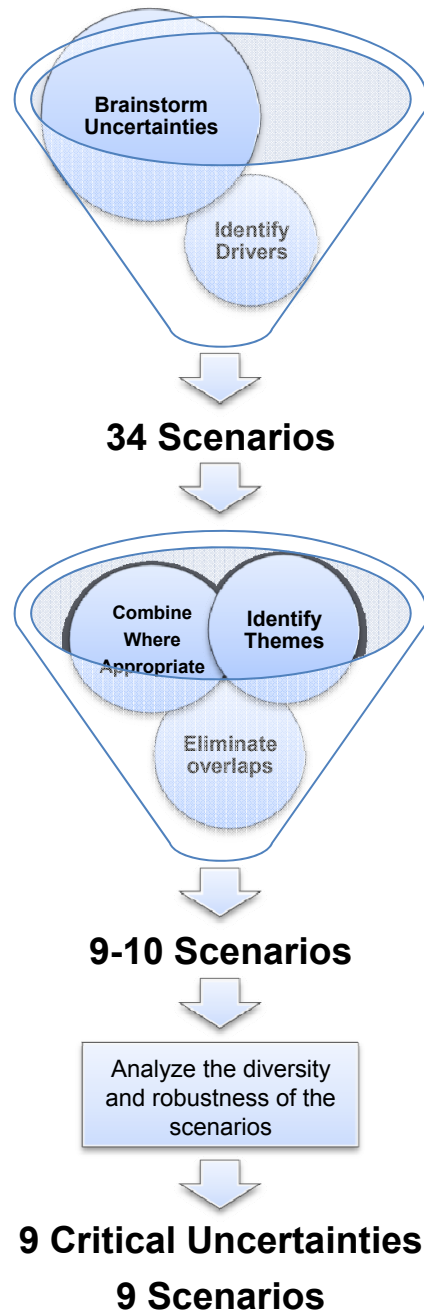 Brainstorm
Uncertainties
Identify
Drivers
34 Scenarios
Combine
Where
Appropriate
Identify
Themes
Eliminate
overlaps
9-10 Scenarios
Analyze the diversity
and robustness of the
scenarios
9 Critical Uncertainties
9 Scenarios